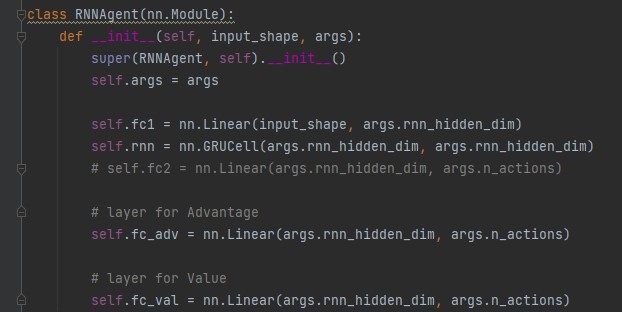 class RNNAgent(nn.Module):
    def __init__(self, input_shape, args):
        super(RNNAgent, self).__init__()
        self.args = args

        self.fc1 = nn.Linear(input_shape, args.rnn_hidden_dim)
        self.rnn = nn.GRUCell(args.rnn_hidden_dim, args.rnn_hidden_dim)
        # self.fc2 = nn.Linear(args.rnn_hidden_dim, args.n_actions)

        # layer for Advantage
        self.fc_adv = nn.Linear(args.rnn_hidden_dim, args.n_actions)

        # layer for Value
        self.fc_val = nn.Linear(args.rnn_hidden_dim, args.n_actions)